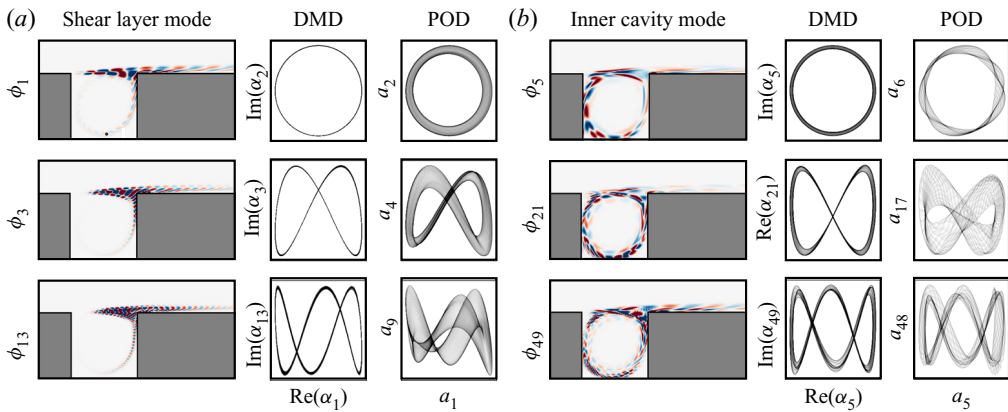 (a) Shear layer mode DMD POD (b) Inner cavity mode DMD POD
ϕ1 Im(α2) a2 ϕ5 Im(α5) a6
ϕ3 Im(α3) a4 ϕ21 Re(α21) a17
ϕ13 Im(α13) a9 ϕ49 Im(α49) a48
Re(α1) a1 Re(α5) a5